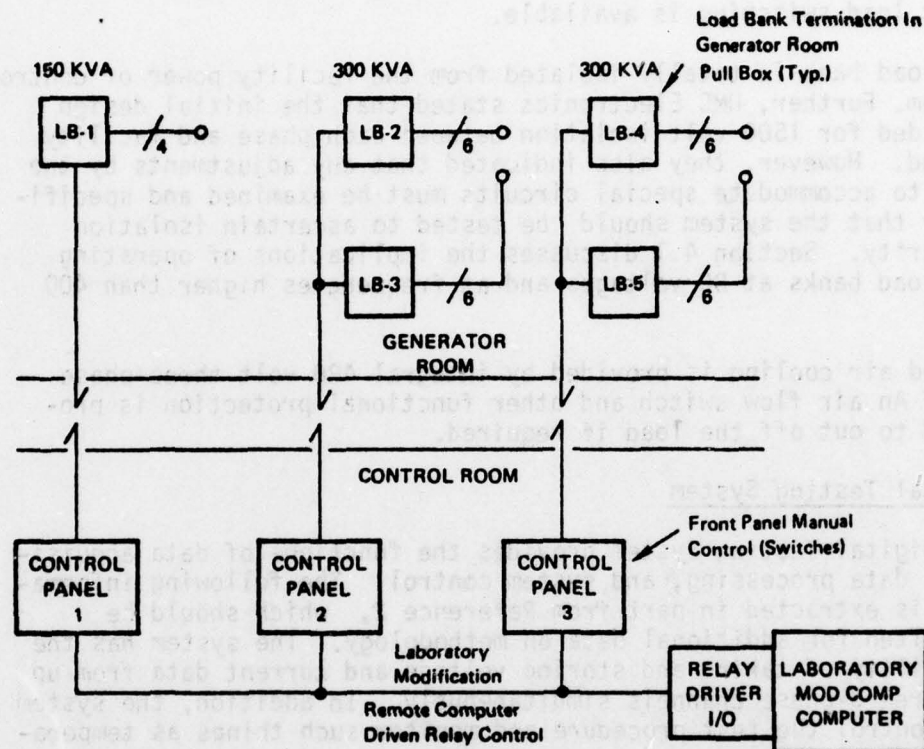 Load Bank Termination In
Generator Room
Pull Box (Typ.)
150 KVA
300 KVA
300 KVA
LB-1
4
LB-2
6
LB-4
6
LB-3
6
LB-5
6
GENERATOR
ROOM
CONTROL ROOM
Front Panel Manual
Control (Switches)
CONTROL
PANEL
1
CONTROL
PANEL
2
CONTROL
PANEL
3
Laboratory
Modification
Remote Computer
Driven Relay Control
RELAY
DRIVER
I/O
LABORATORY
MOD COMP
COMPUTER